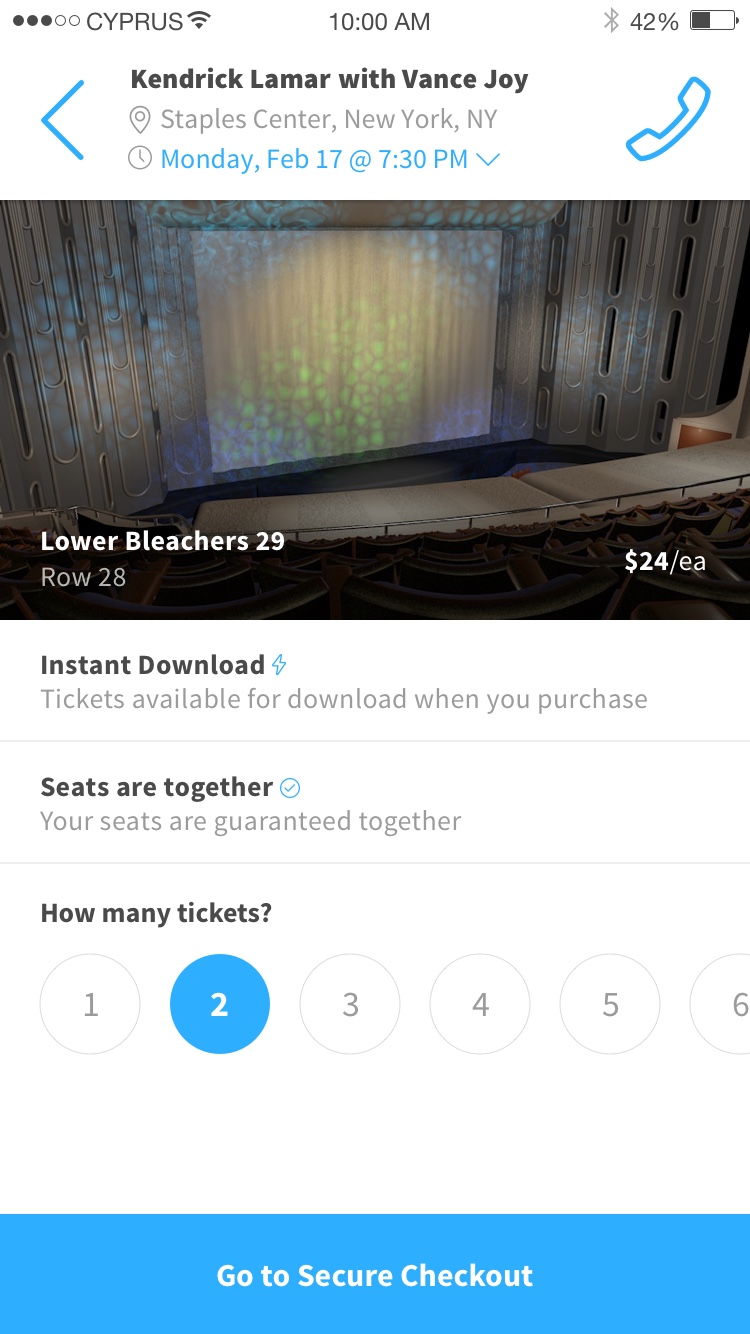 CYPRUS 10:00 AM 42%
Kendrick Lamar with Vance Joy
Staples Center, New York, NY
Monday, Feb 17 @ 7:30 PM
Lower Bleachers 29
Row 28
$24/ea
Instant Download
Tickets available for download when you purchase
Seats are together
Your seats are guaranteed together
How many tickets?
1 2 3 4 5 6
Go to Secure Checkout